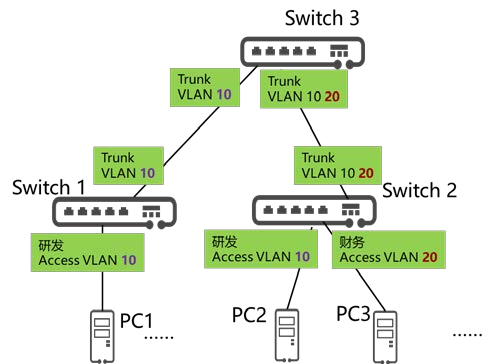 Switch 3
Trunk
VLAN 10
Trunk
VLAN 10 20
Trunk
VLAN 10
Trunk
VLAN 10 20
Switch 1
Switch 2
研发
Access VLAN 10
研发
Access VLAN 10
财务
Access VLAN 20
PC1
......
PC2
PC3
......